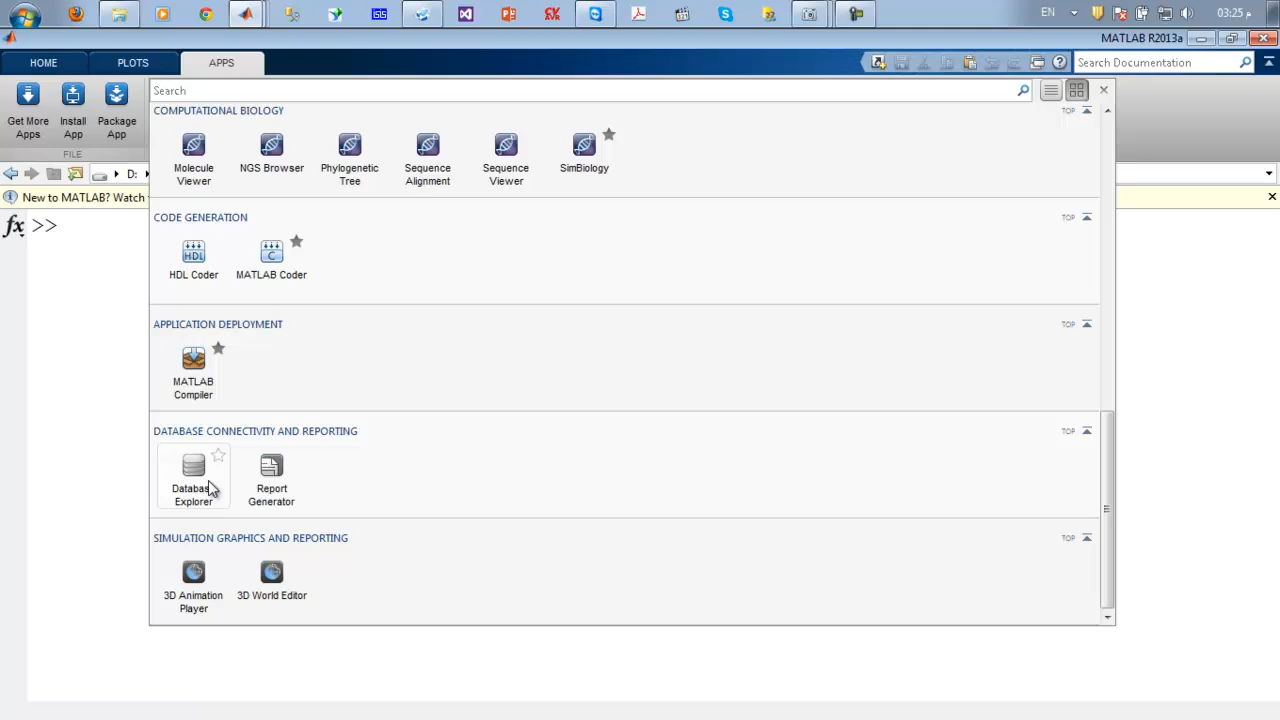 EN
03:25 م
MATLAB R2013a
HOME
PLOTS
APPS
Search Documentation
Get More
Apps
Install
App
Package
App
FILE
Search
D:
New to MATLAB? Watch
fx >>
COMPUTATIONAL BIOLOGY
TOP
Molecule
Viewer
NGS Browser
Phylogenetic
Tree
Sequence
Alignment
Sequence
Viewer
SimBiology
CODE GENERATION
TOP
HDL
HDL Coder
C
MATLAB Coder
APPLICATION DEPLOYMENT
TOP
MATLAB
Compiler
DATABASE CONNECTIVITY AND REPORTING
TOP
Database
Explorer
Report
Generator
SIMULATION GRAPHICS AND REPORTING
TOP
3D Animation
Player
3D World Editor